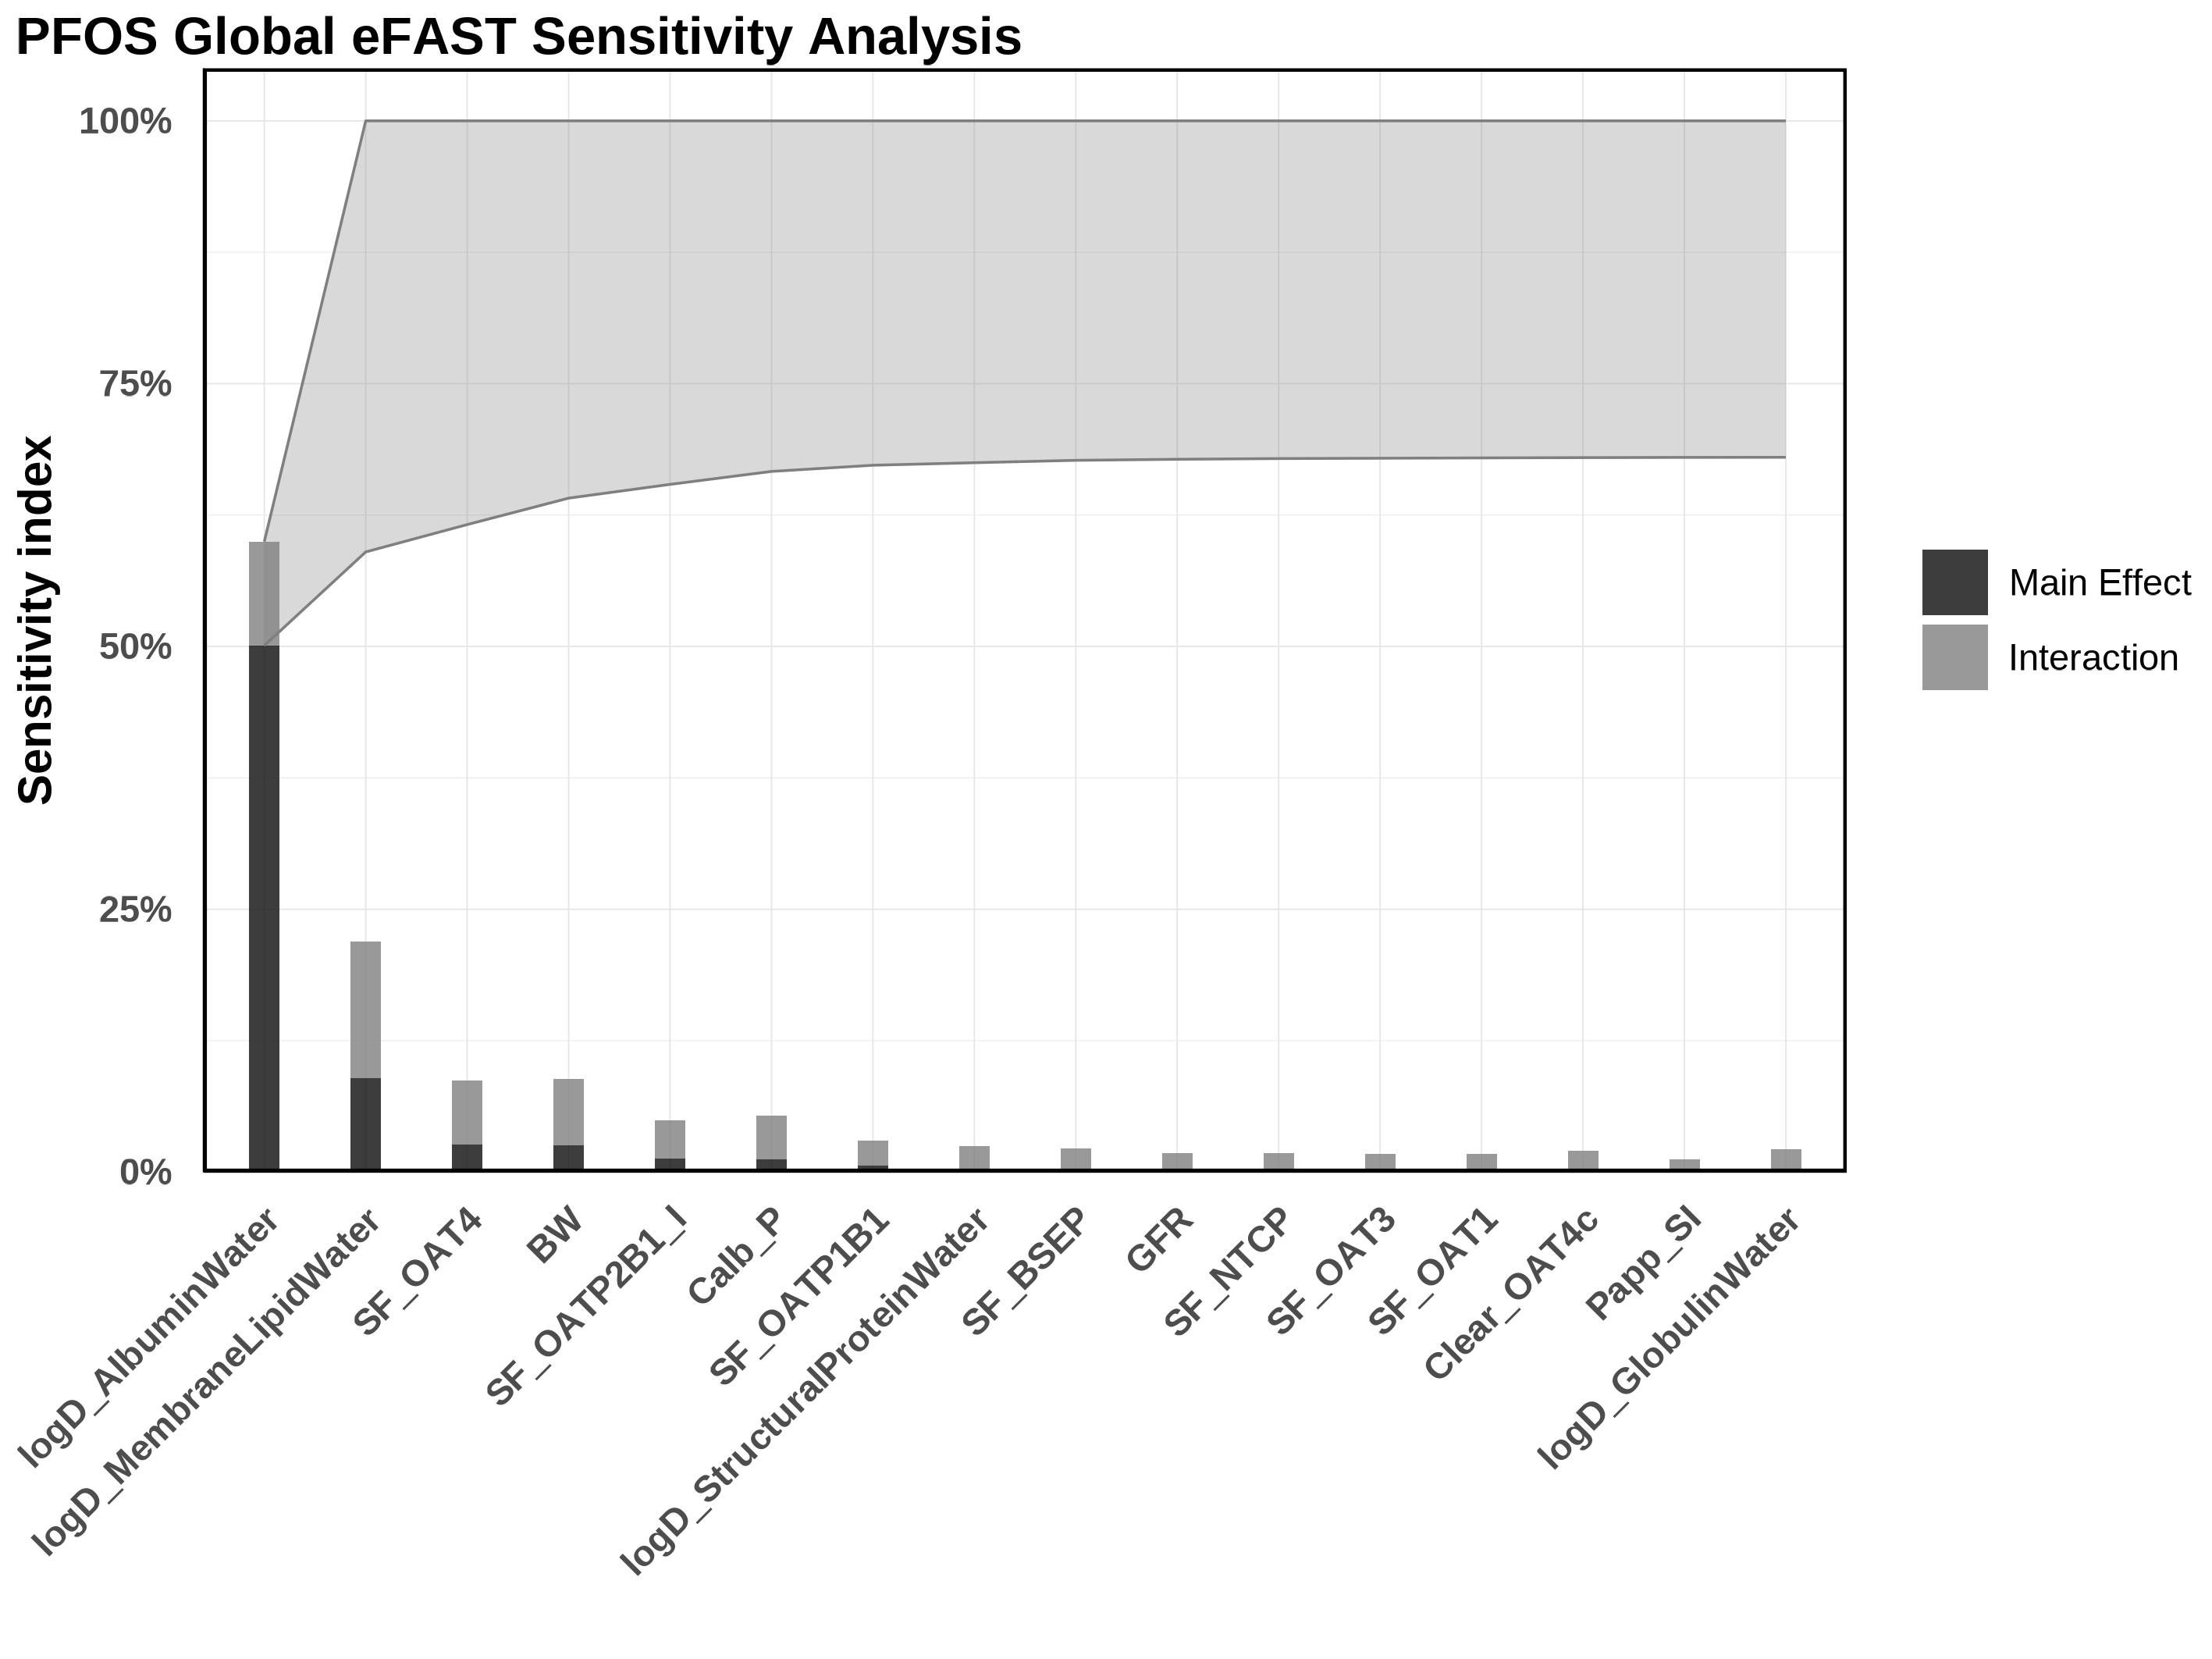 PFOS Global eFAST Sensitivity Analysis
Sensitivity index
100%
75%
50%
25%
0%
Main Effect
Interaction
logD_AlbuminWater
logD_MembraneLipidWater
SF_OAT4
BW
SF_OATP2B1_I
Calb_P
SF_OATP1B1
logD_StructuralProteinWater
SF_BSEP
GFR
SF_NTCP
SF_OAT3
SF_OAT1
Clear_OAT4c
Papp_SI
logD_GlobulinWater